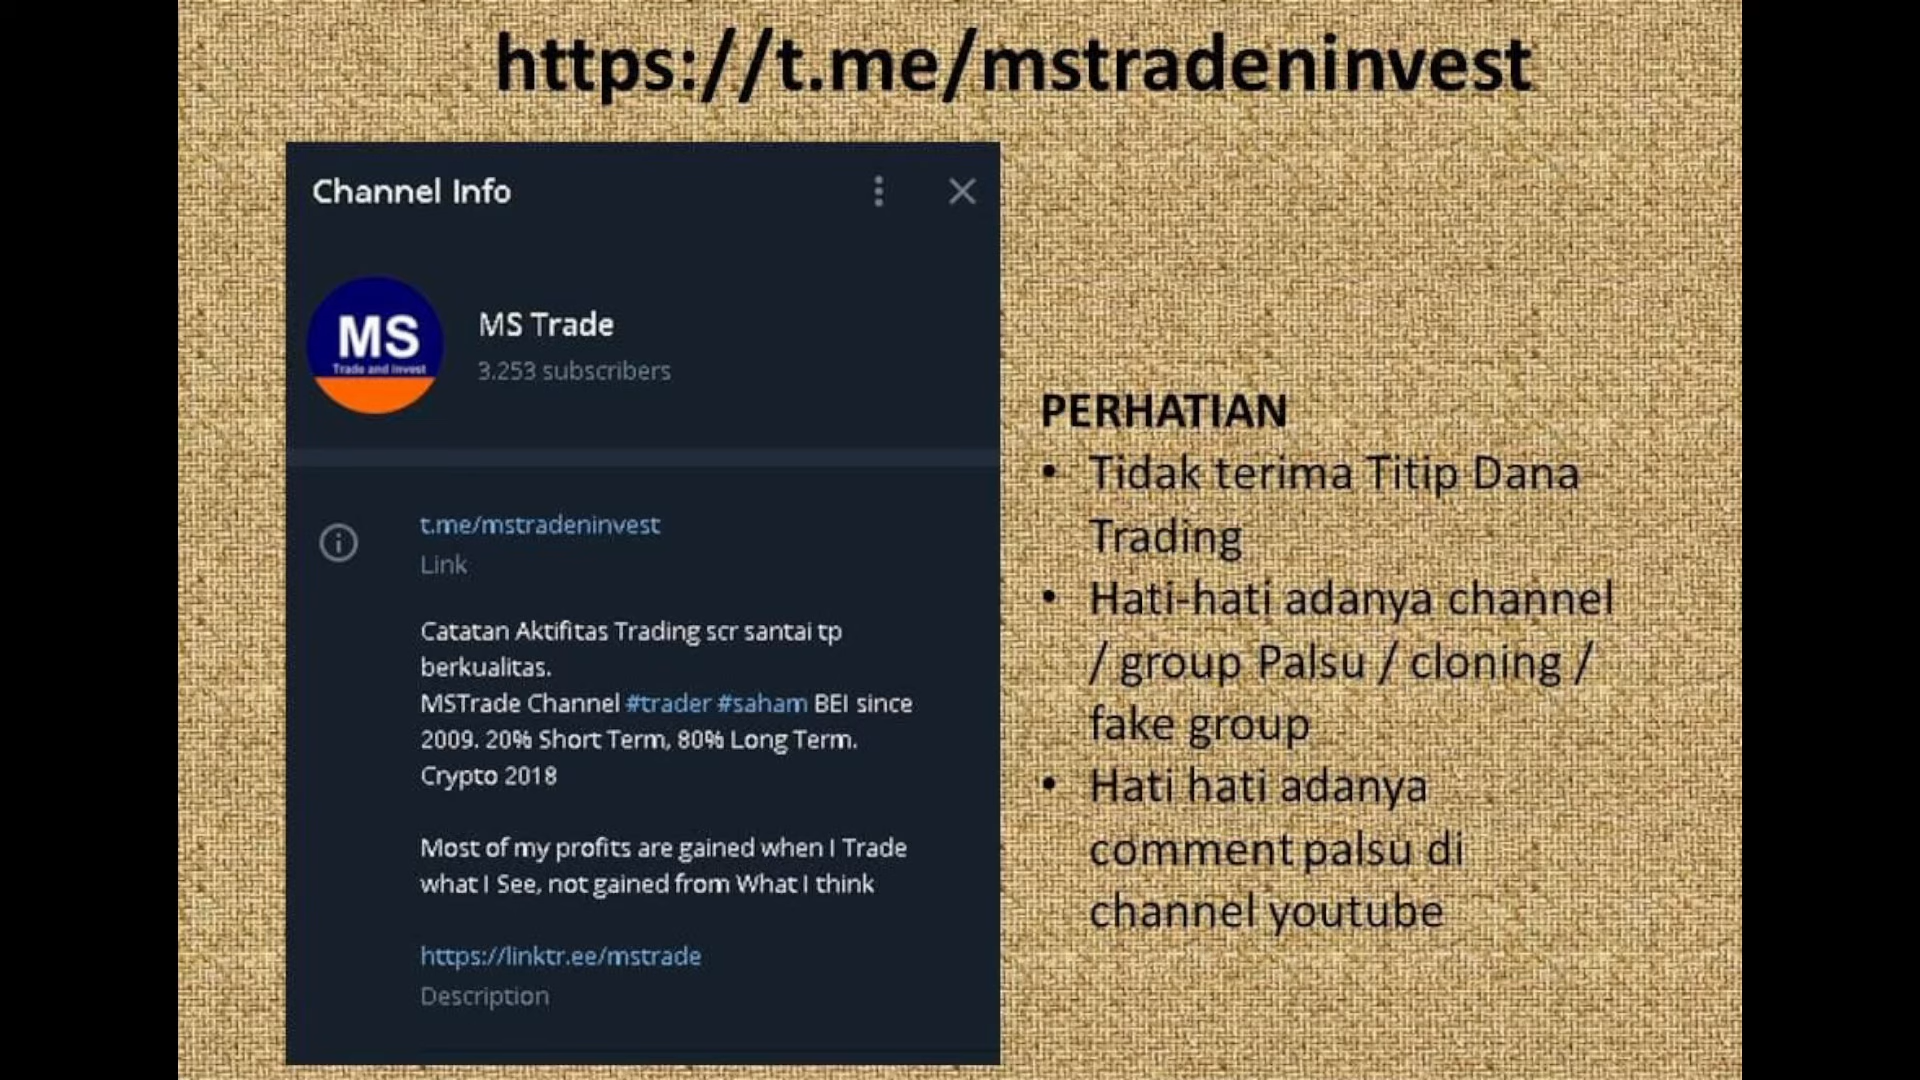 https://t.me/mstradeninvest
Channel Info
MS
Trade and Invest
MS Trade
3.253 subscribers
t.me/mstradeninvest
Link
Catatan Aktifitas Trading scr santai tp
berkualitas.
MSTrade Channel #trader #saham BEI since
2009. 20% Short Term, 80% Long Term.
Crypto 2018
Most of my profits are gained when I Trade
what I See, not gained from What I think
https://linktr.ee/mstrade
Description
PERHATIAN
• Tidak terima Titip Dana
Trading
• Hati-hati adanya channel
/ group Palsu / cloning /
fake group
• Hati hati adanya
comment palsu di
channel youtube